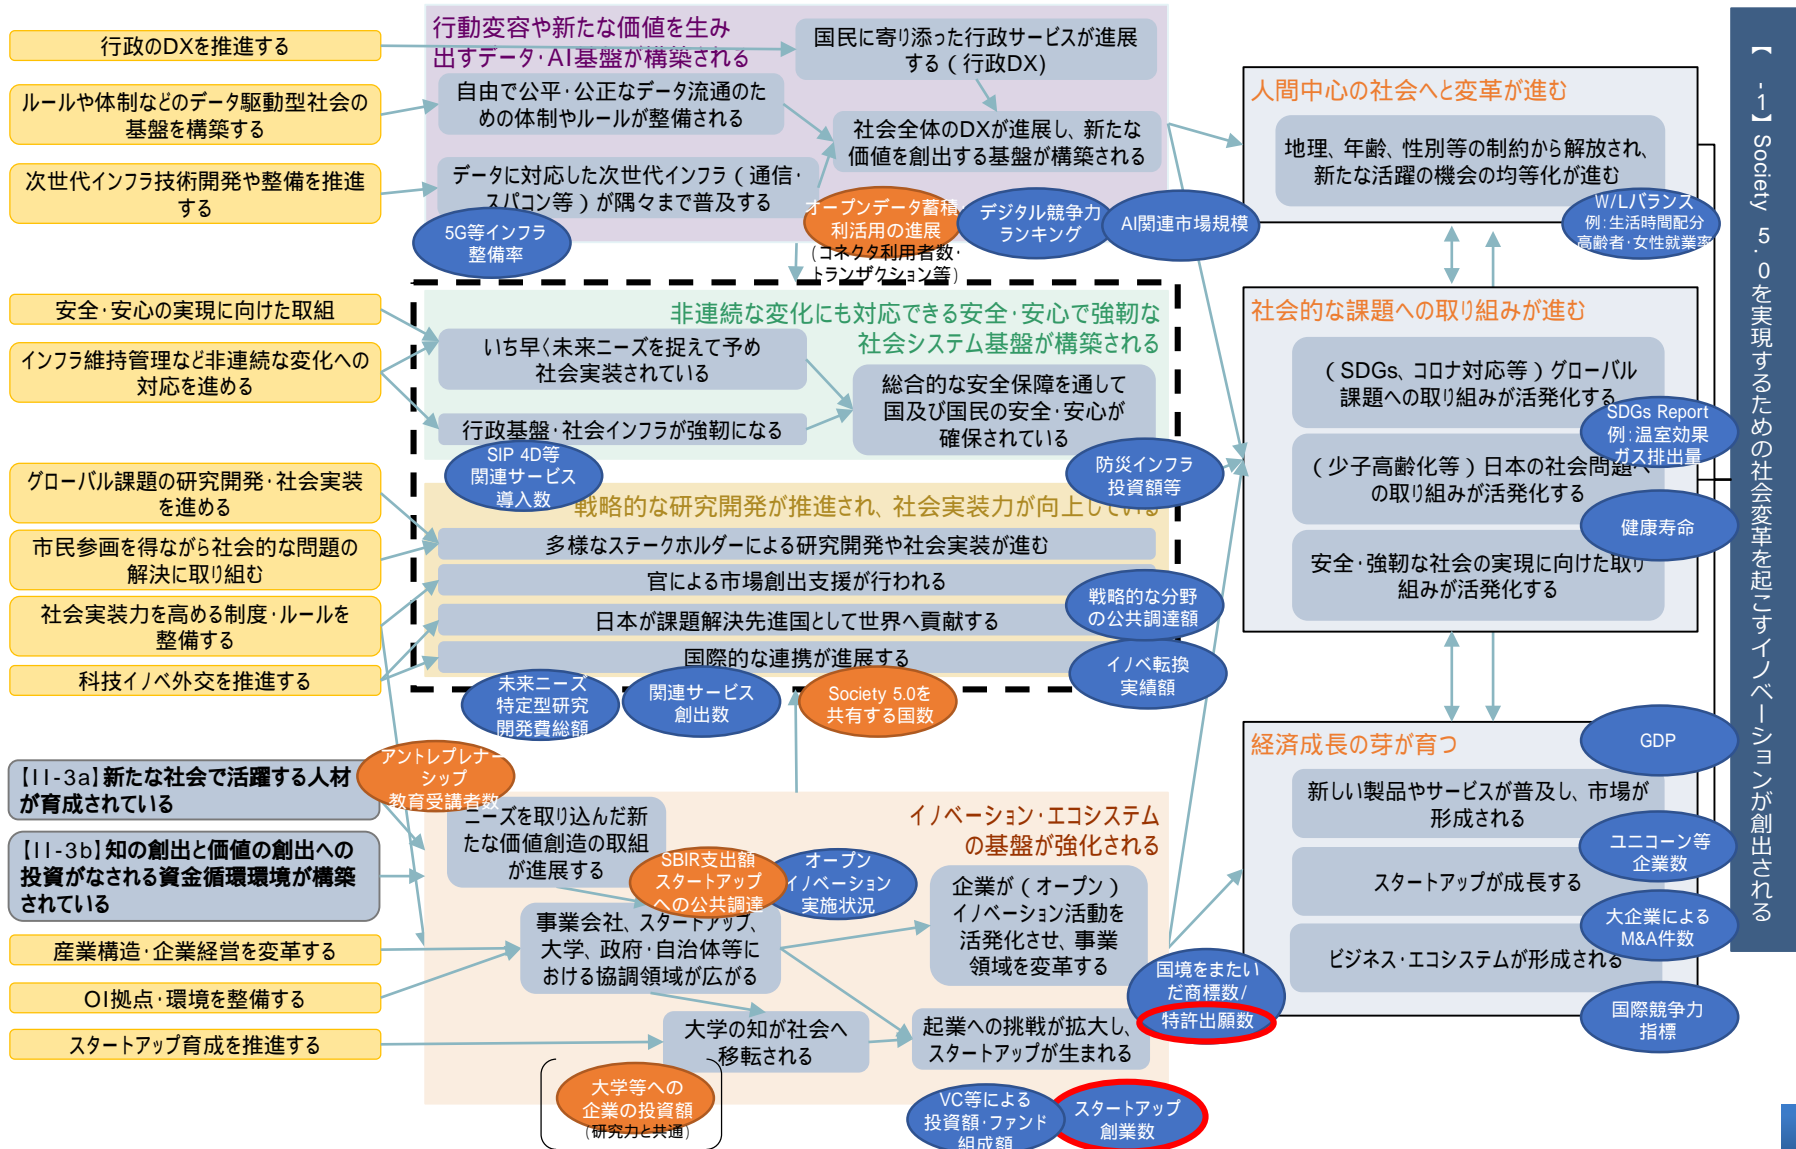 行政のDXを推進する
ルールや体制などのデータ駆動型社会の
基盤を構築する
次世代インフラ技術開発や整備を推進
する
安全・安心の実現に向けた取組
インフラ維持管理など非連続な変化への
対応を進める
グローバル課題の研究開発・社会実装
を進める
市民参画を得ながら社会的な問題の
解決に取り組む
社会実装力を高める制度・ルールを
整備する
科技イノベ外交を推進する
【II-3a】新たな社会で活躍する人材
が育成されている
【II-3b】知の創出と価値の創出への
投資がなされる資金循環環境が構築
されている
産業構造・企業経営を変革する
OI拠点・環境を整備する
スタートアップ育成を推進する
行動変容や新たな価値を生み
出すデータ・AI基盤が構築される
国民に寄り添った行政サービスが進展
する（行政DX)
自由で公平・公正なデータ流通のた
めの体制やルールが整備される
社会全体のDXが進展し、新たな
価値を創出する基盤が構築される
データに対応した次世代インフラ（通信・
スパコン等）が隅々まで普及する
5G等インフラ
整備率
オープンデータ蓄積・
利活用の進展
(コネクタ利用者数・
トランザクション等)
デジタル競争力
ランキング
AI関連市場規模
非連続な変化にも対応できる安全・安心で強靭な
社会システム基盤が構築される
いち早く未来ニーズを捉えて予め
社会実装されている
総合的な安全保障を通して
国及び国民の安全・安心が
確保されている
行政基盤・社会インフラが強靭になる
SIP 4D等
関連サービス
導入数
防災インフラ
投資額等
戦略的な研究開発が推進され、社会実装力が向上している
多様なステークホルダーによる研究開発や社会実装が進む
官による市場創出支援が行われる
日本が課題解決先進国として世界へ貢献する
国際的な連携が進展する
戦略的な分野
の公共調達額
イノベ転換
実績額
未来ニーズ
特定型研究
開発費総額
関連サービス
創出数
Society 5.0を
共有する国数
アントレプレナー
シップ
教育受講者数
イノベーション・エコシステム
の基盤が強化される
ニーズを取り込んだ新
たな価値創造の取組
が進展する
SBIR支出額
スタートアップ
への公共調達
オープン
イノベーション
実施状況
事業会社、スタートアップ、
大学、政府・自治体等に
おける協調領域が広がる
企業が（オープン）
イノベーション活動を
活発化させ、事業
領域を変革する
大学の知が社会へ
移転される
起業への挑戦が拡大し、
スタートアップが生まれる
大学等への
企業の投資額
(研究力と共通)
VC等による
投資額・ファンド
組成額
スタートアップ
創業数
国境をまたい
だ商標数/
特許出願数
人間中心の社会へと変革が進む
地理、年齢、性別等の制約から解放され、
新たな活躍の機会の均等化が進む
W/Lバランス
例：生活時間配分
高齢者・女性就業率
社会的な課題への取り組みが進む
（SDGs、コロナ対応等）グローバル
課題への取り組みが活発化する
SDGs Report
例：温室効果
ガス排出量
（少子高齢化等）日本の社会問題へ
の取り組みが活発化する
健康寿命
安全・強靭な社会の実現に向けた取り
組みが活発化する
経済成長の芽が育つ
GDP
新しい製品やサービスが普及し、市場が
形成される
ユニコーン等
企業数
スタートアップが成長する
大企業による
M&A件数
ビジネス・エコシステムが形成される
国際競争力
指標
【 -1】Society 5.0を実現するための社会変革を起こすイノベーションが創出される